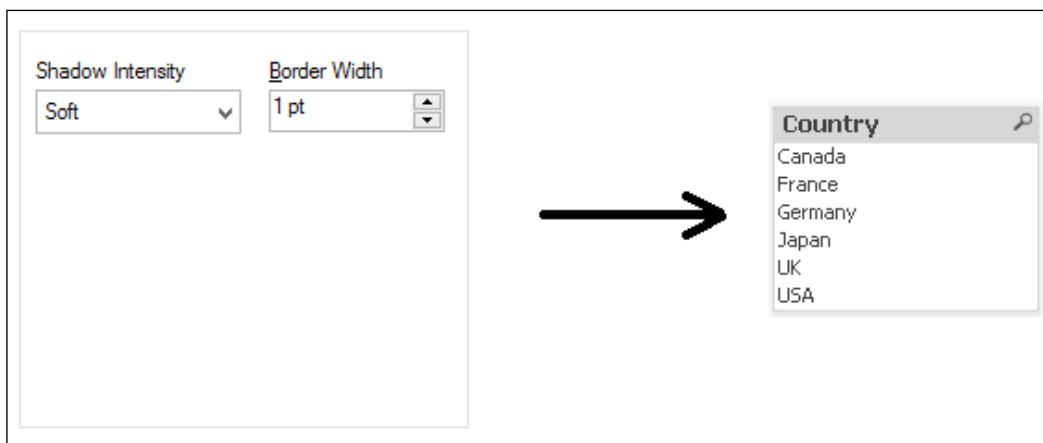 Shadow Intensity
Border Width
Soft
1 pt
Country
Canada
France
Germany
Japan
UK
USA